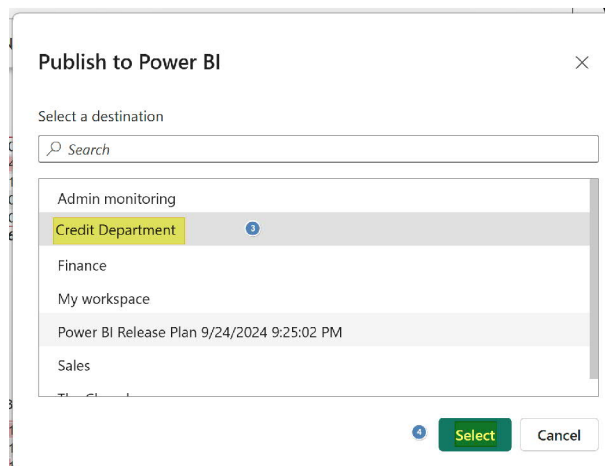 Publish to Power BI
Select a destination
Search
Admin monitoring
Credit Department 3
Finance
My workspace
Power BI Release Plan 9/24/2024 9:25:02 PM
Sales
4 Select Cancel